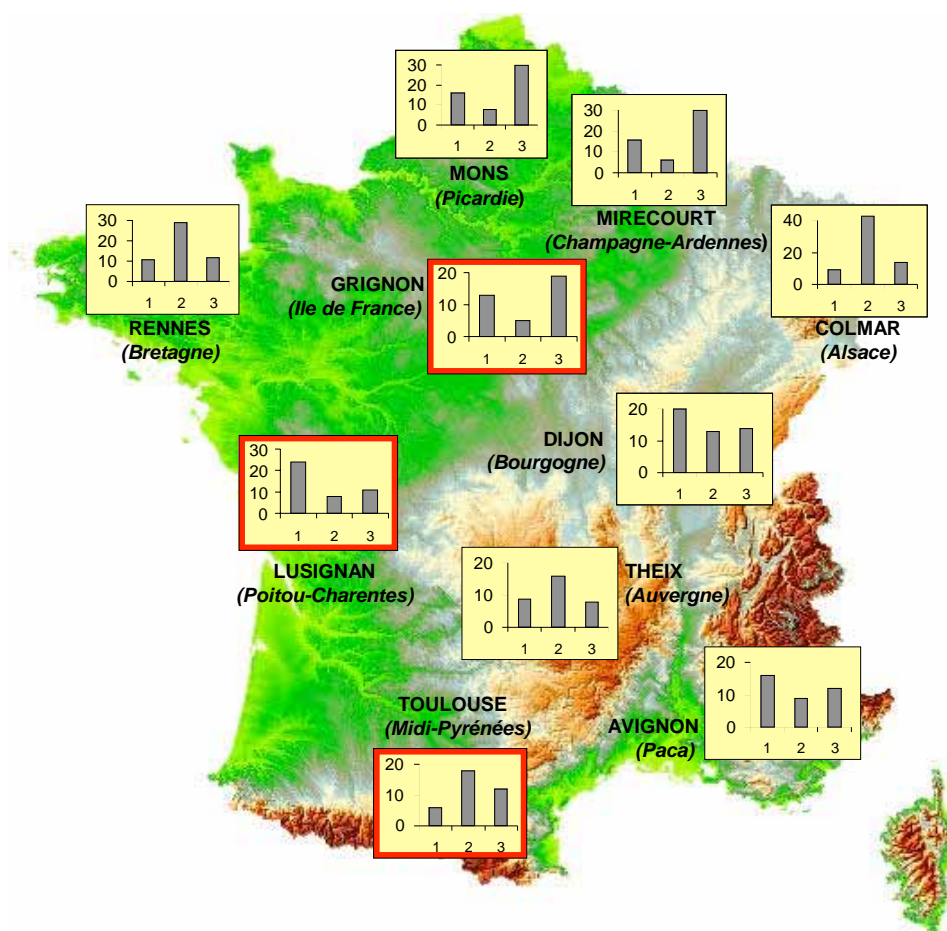 30
20
10
0
1 2 3
MONS
(Picardie)
30
20
10
0
1 2 3
MIRECOURT
(Champagne-Ardennes)
30
20
10
0
1 2 3
RENNES
(Bretagne)
40
20
0
1 2 3
COLMAR
(Alsace)
GRIGNON
(Ile de France)
20
10
0
1 2 3
DIJON
(Bourgogne)
20
10
0
1 2 3
30
20
10
0
1 2 3
LUSIGNAN
(Poitou-Charentes)
20
10
0
1 2 3
THEIX
(Auvergne)
TOULOUSE
(Midi-Pyrénées)
20
10
0
1 2 3
AVIGNON
(Paca)
20
10
0
1 2 3